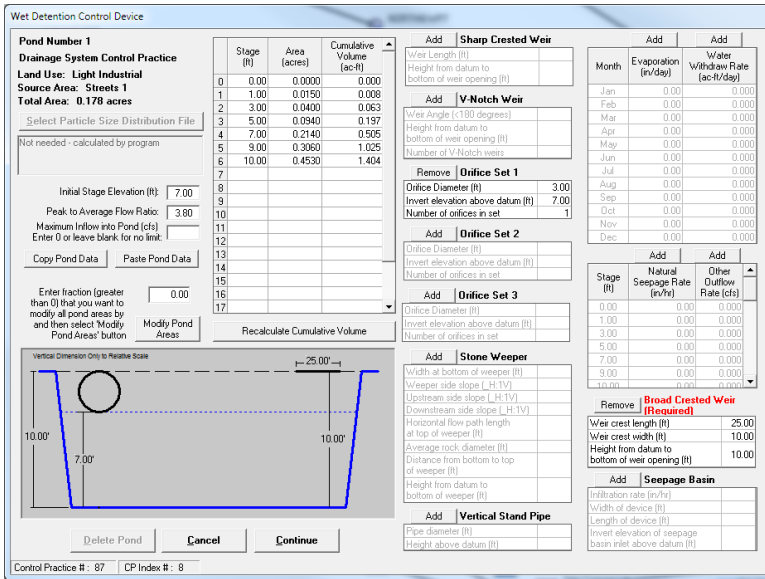 Wet Detention Control Device
Pond Number 1
Drainage System Control Practice
Land Use: Light Industrial
Source Area: Streets 1
Total Area: 0.178 acres
Select Particle Size Distribution File
Not needed - calculated by program
Initial Stage Elevation (ft): 7.00
Peak to Average Flow Ratio: 3.80
Maximum Inflow into Pond (cfs)
Enter 0 or leave blank for no limit:
Copy Pond Data Paste Pond Data
Enter fraction (greater
than 0) that you want to
modify all pond areas by
and then select 'Modify
Pond Areas' button
0.00
Modify Pond
Areas
Stage
(ft)
Area
(acres)
Cumulative
Volume
(ac-ft)
0 0.00 0.0000 0.000
1 1.00 0.0150 0.008
2 3.00 0.0400 0.063
3 5.00 0.0940 0.197
4 7.00 0.2140 0.505
5 9.00 0.3060 1.025
6 10.00 0.4530 1.404
7
8
9
10
11
12
13
14
15
16
17
Recalculate Cumulative Volume
Vertical Dimension Only to Relative Scale
25.00'
10.00'
7.00'
10.00'
Delete Pond Cancel Continue
Control Practice #: 87 CP Index #: 8
Add Sharp Crested Weir
Weir Length (ft)
Height from datum to
bottom of weir opening (ft)
Add V-Notch Weir
Weir Angle (<180 degrees)
Height from datum to
bottom of weir opening (ft)
Number of V-Notch weirs
Remove Orifice Set 1
Orifice Diameter (ft) 3.00
Invert elevation above datum (ft) 7.00
Number of orifices in set 1
Add Orifice Set 2
Orifice Diameter (ft)
Invert elevation above datum (ft)
Number of orifices in set
Add Orifice Set 3
Orifice Diameter (ft)
Invert elevation above datum (ft)
Number of orifices in set
Add Stone Weeper
Width at bottom of weeper (ft)
Weeper side slope (_H:1V)
Upstream side slope (_H:1V)
Downstream side slope (_H:1V)
Horizontal flow path length
at top of weeper (ft)
Average rock diameter (ft)
Distance from bottom to top
of weeper (ft)
Height from datum to
bottom of weeper (ft)
Add Vertical Stand Pipe
Pipe diameter (ft)
Height above datum (ft)
Add Add
Month
Evaporation
(in/day)
Water
Withdraw Rate
(ac-ft/day)
Jan 0.00 0.000
Feb 0.00 0.000
Mar 0.00 0.000
Apr 0.00 0.000
May 0.00 0.000
Jun 0.00 0.000
Jul 0.00 0.000
Aug 0.00 0.000
Sep 0.00 0.000
Oct 0.00 0.000
Nov 0.00 0.000
Dec 0.00 0.000
Add Add
Stage
(ft)
Natural
Seepage Rate
(in/hr)
Other
Outflow
Rate (cfs)
0.00 0.00 0.000
1.00 0.00 0.000
3.00 0.00 0.000
5.00 0.00 0.000
7.00 0.00 0.000
9.00 0.00 0.000
10.00 0.00 0.000
Remove Broad Crested Weir
(Required)
Weir crest length (ft) 25.00
Weir crest width (ft) 10.00
Height from datum to
bottom of weir opening (ft) 10.00
Add Seepage Basin
Infiltration rate (in/hr)
Width of device (ft)
Length of device (ft)
Invert elevation of seepage
basin inlet above datum (ft)